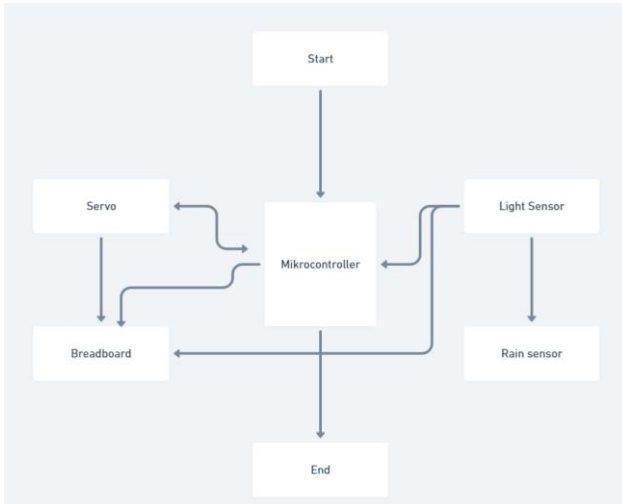 Start
Servo
Light Sensor
Mikrocontroller
Breadboard
Rain sensor
End